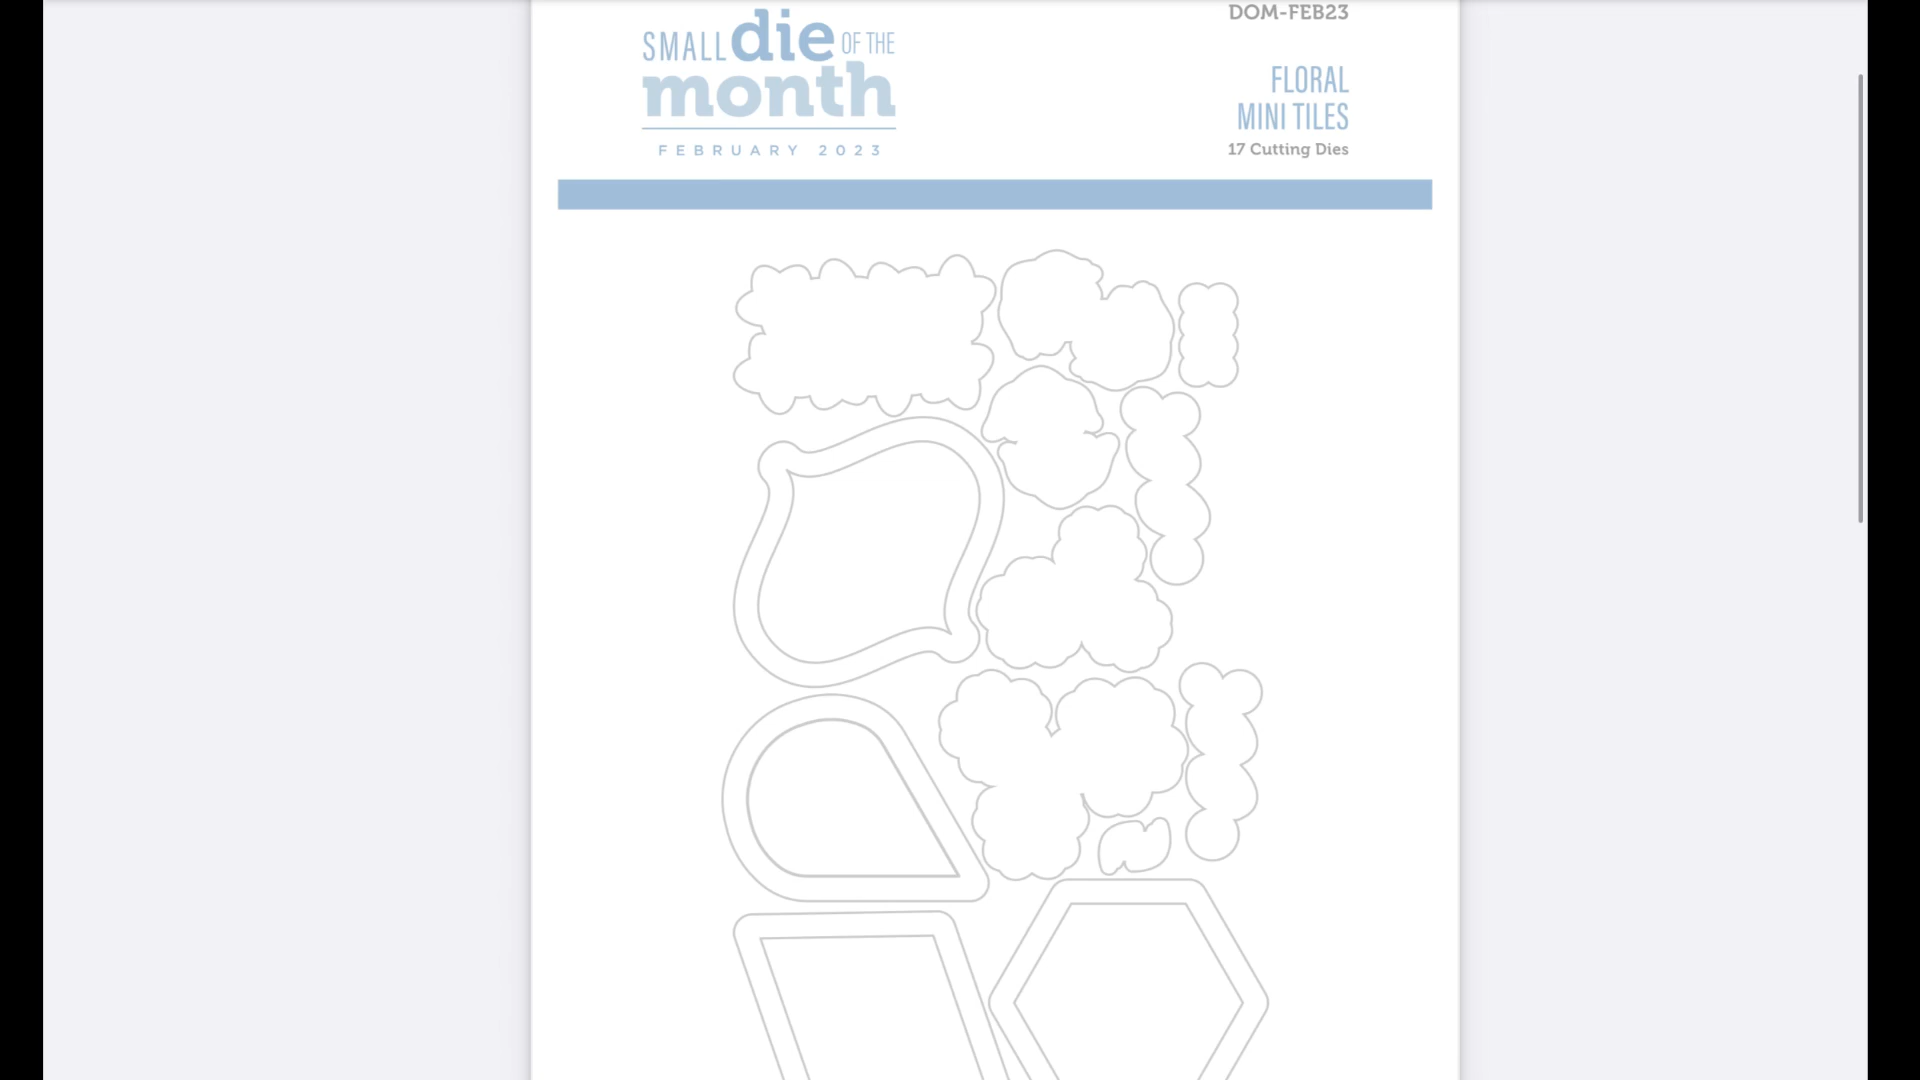 DOM-FEB23
SMALL die OF THE
month
FEBRUARY 2023
FLORAL
MINI TILES
17 Cutting Dies